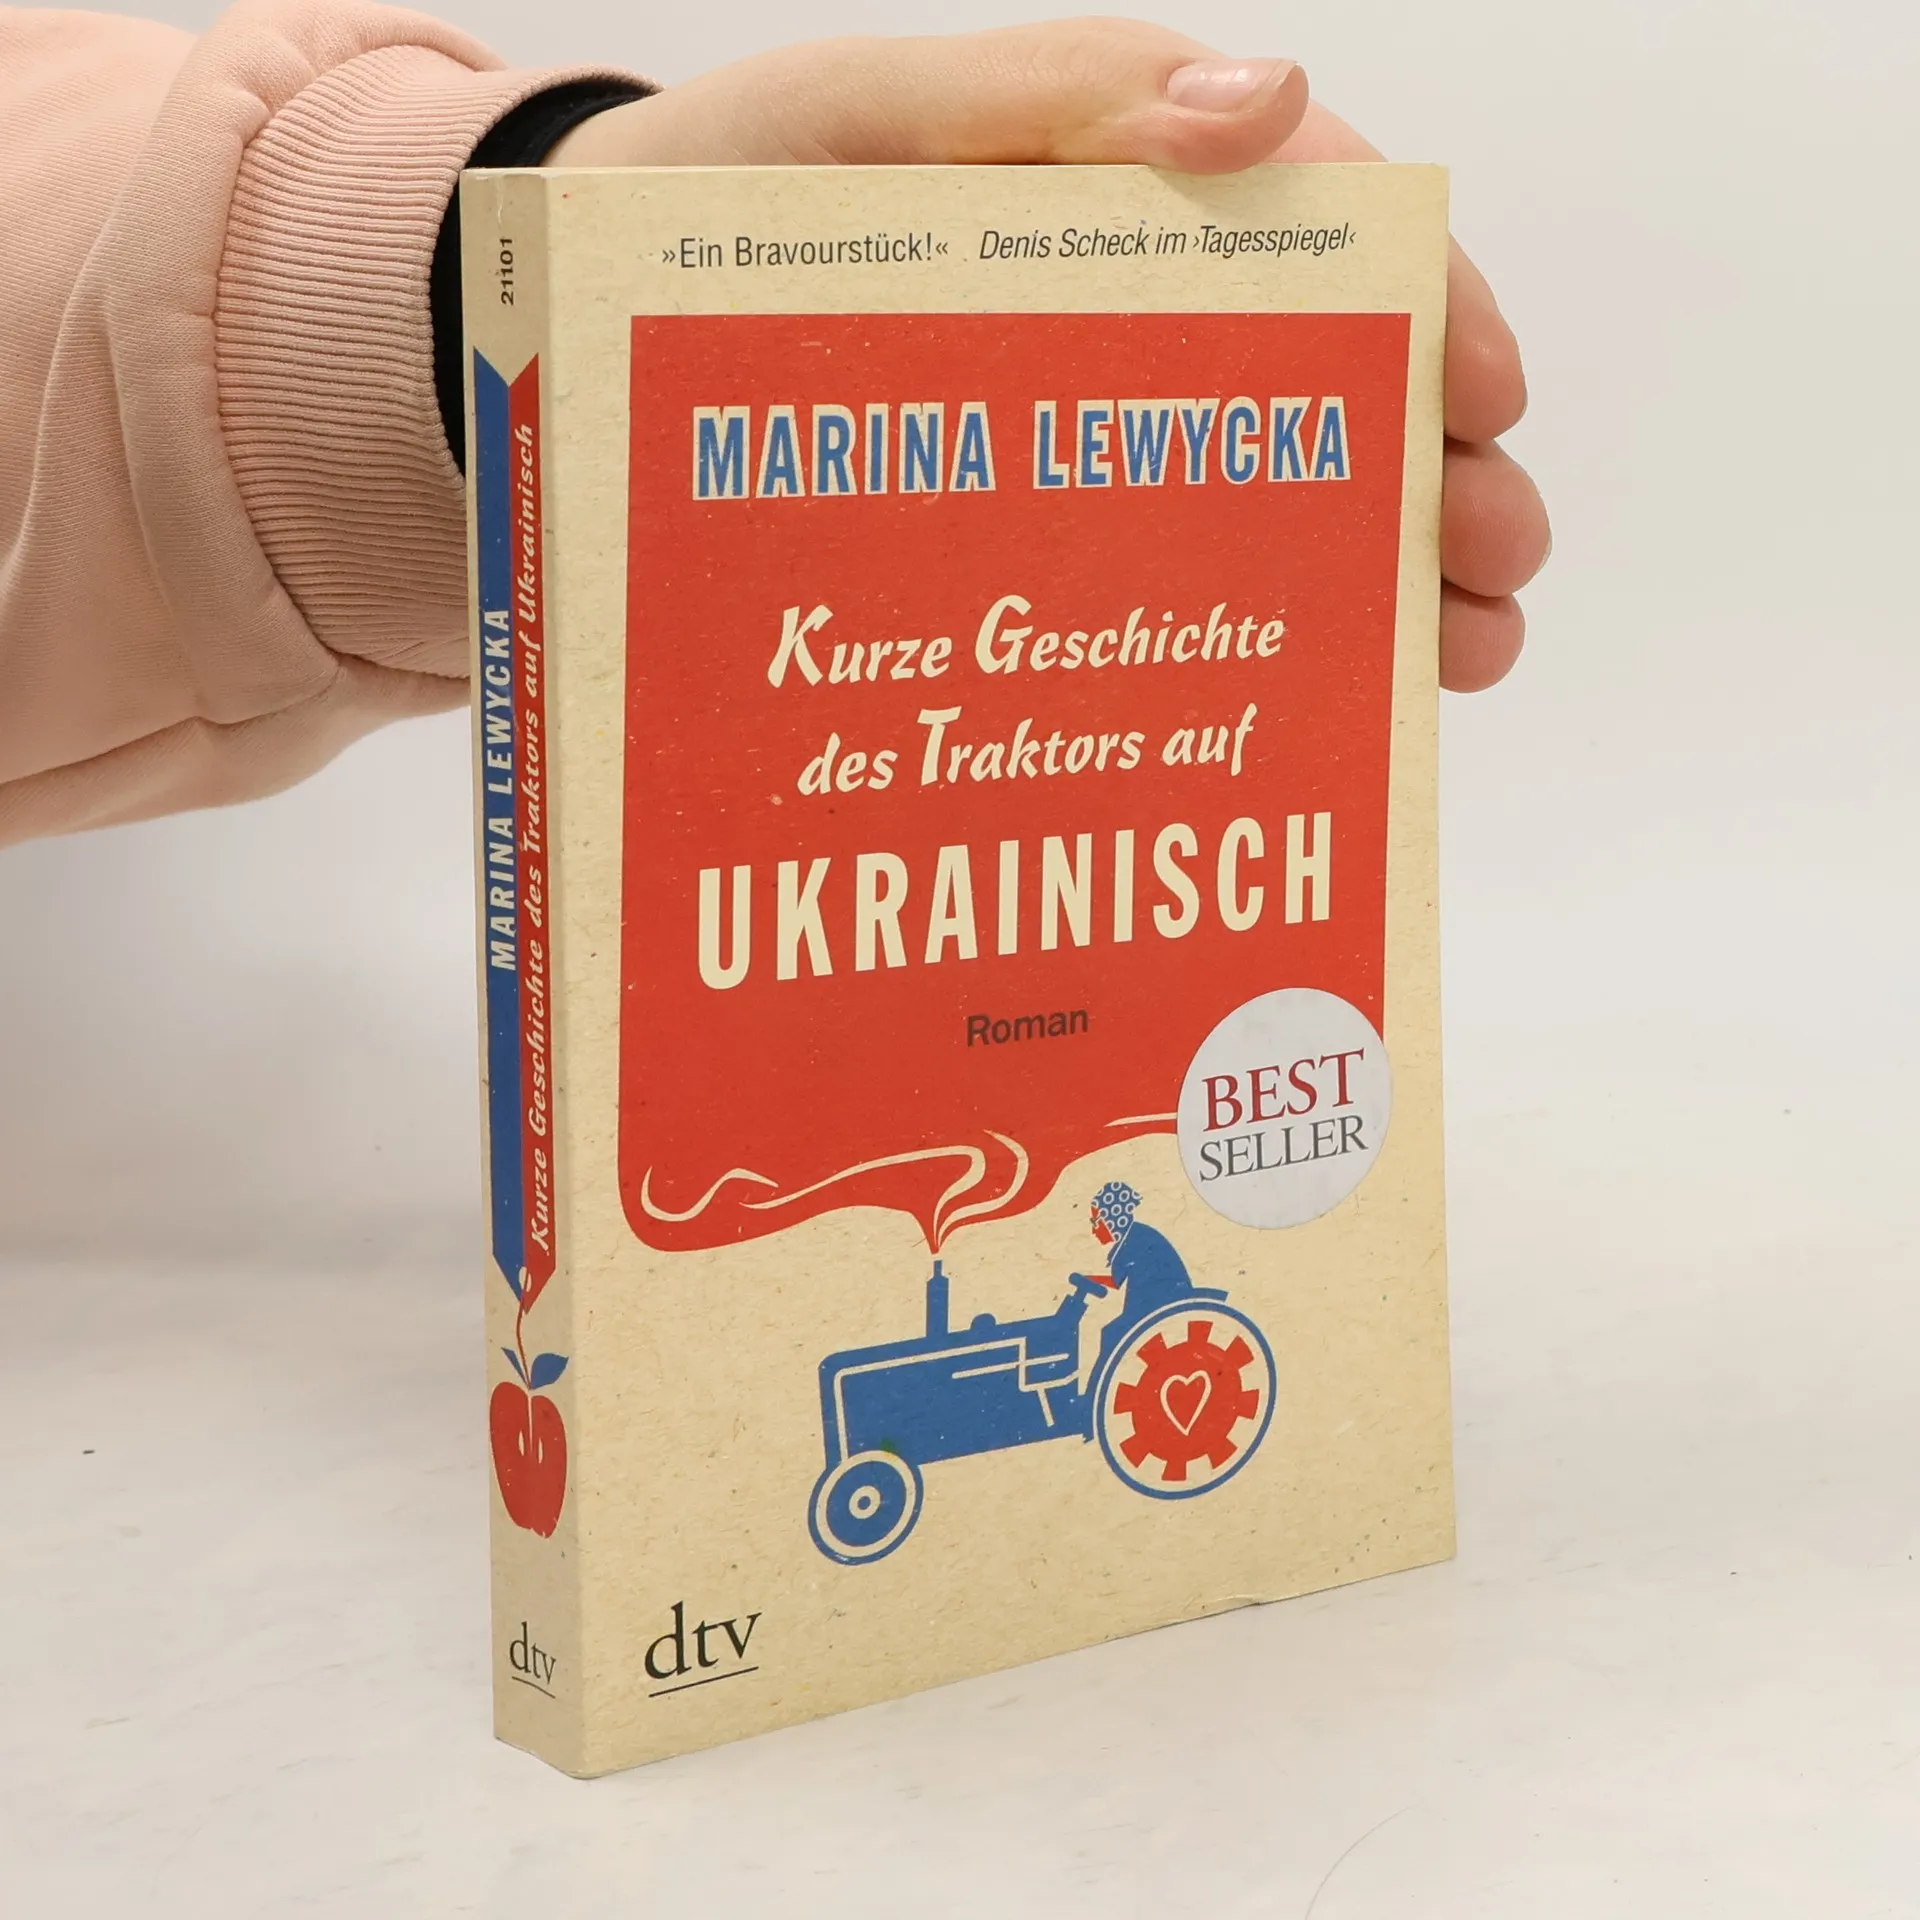 »Ein Bravourstück!« Denis Scheck im ›Tagesspiegel‹
MARINA LEWYCKA
Kurze Geschichte
des Traktors auf
UKRAINISCH
Roman
BEST
SELLER
dtv
21101
MARINA LEWYCKA
Kurze Geschichte des Traktors auf Ukrainisch
dtv